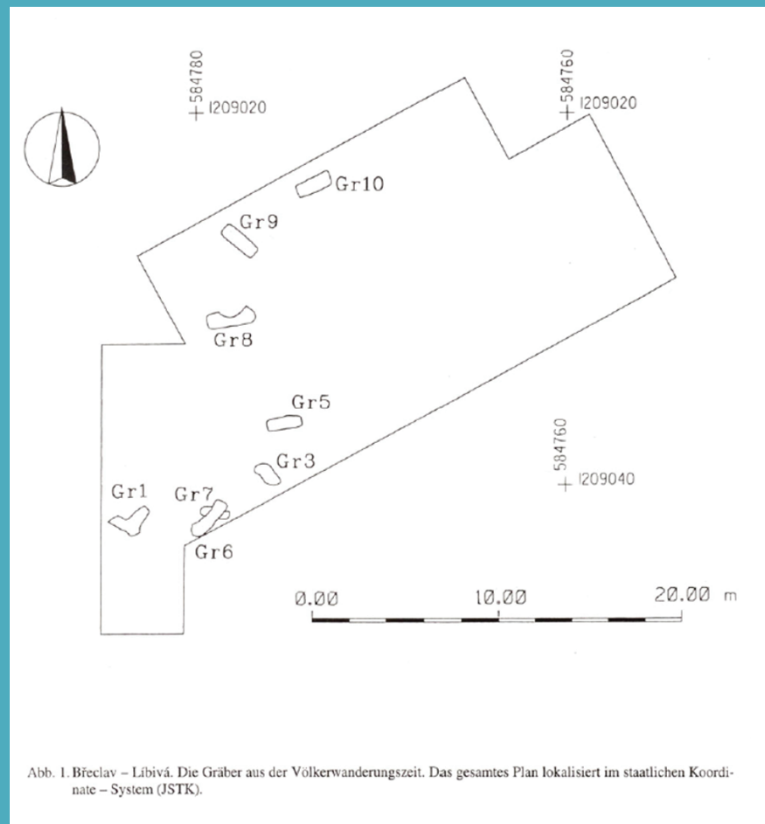 584780
1209020
584760
1209020
Gr10
Gr9
Gr8
Gr5
Gr3
584760
1209040
Gr1
Gr7
Gr6
0.00
10.00
20.00 m
Abb. 1. Břeclav – Líbivá. Die Gräber aus der Völkerwanderungszeit. Das gesamtes Plan lokalisiert im staatlichen Koordi-
nate – System (JSTK).